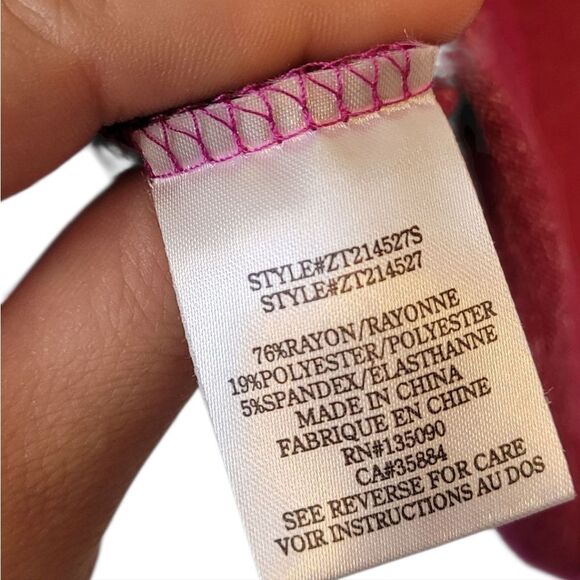 STYLE#ZT214527S
STYLE#ZT214527
76%RAYON/RAYONNE
19%POLYESTER/POLYESTER
5%SPANDEX/ELASTHANNE
MADE IN CHINA
FABRIQUE EN CHINE
RN#135090
CA#35884
SEE REVERSE FOR CARE
VOIR INSTRUCTIONS AU DOS